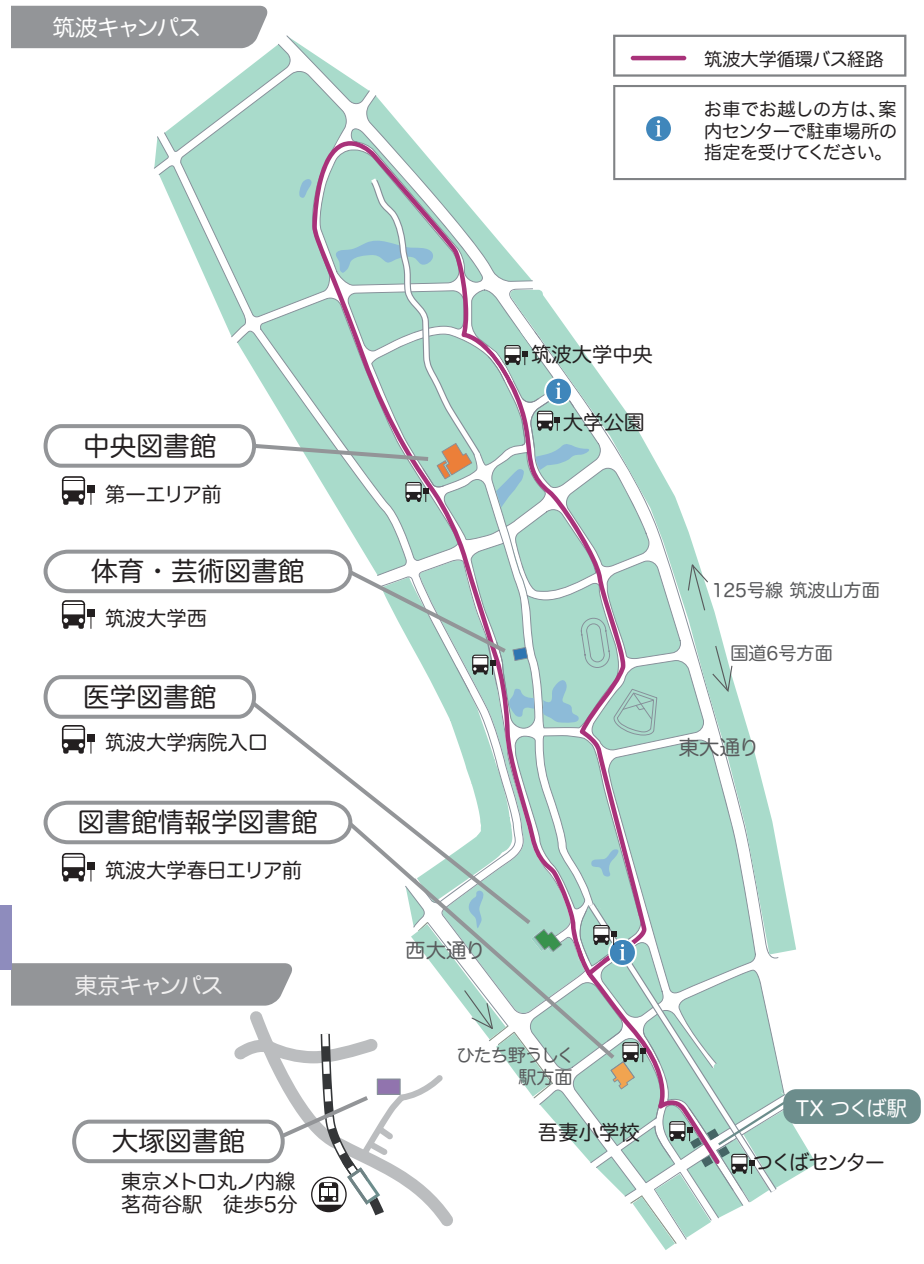 筑波キャンパス
筑波大学循環バス経路
お車でお越しの方は、案
内センターで駐車場所の
指定を受けてください。
筑波大学中央
i
大学公園
中央図書館
第一エリア前
体育・芸術図書館
筑波大学西
125号線 筑波山方面
国道6号方面
医学図書館
筑波大学病院入口
東大通り
図書館情報学図書館
筑波大学春日エリア前
西大通り
i
東京キャンパス
ひたち野うしく
駅方面
TX つくば駅
吾妻小学校
つくばセンター
大塚図書館
東京メトロ丸ノ内線
茗荷谷駅 徒歩5分